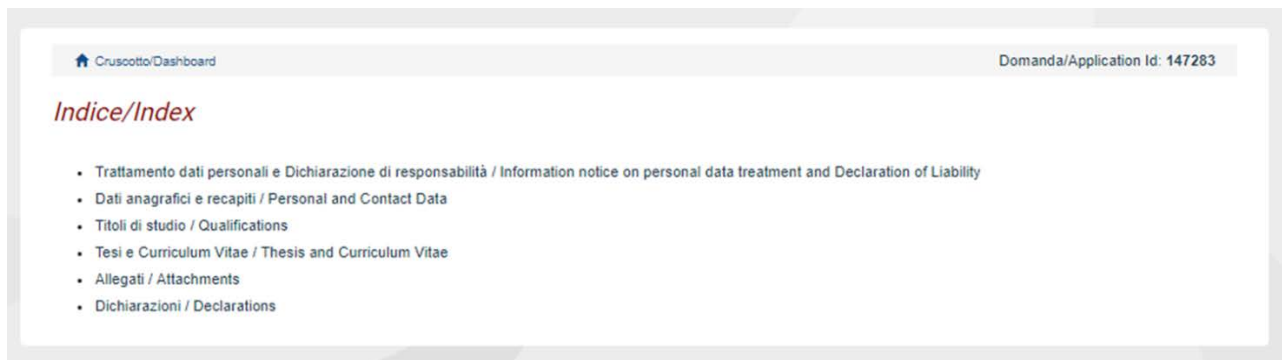 Cruscotto/Dashboard
Domanda/Application Id: 147283
Indice/Index
Trattamento dati personali e Dichiarazione di responsabilità / Information notice on personal data treatment and Declaration of Liability
Dati anagrafici e recapiti / Personal and Contact Data
Titoli di studio / Qualifications
Tesi e Curriculum Vitae / Thesis and Curriculum Vitae
Allegati / Attachments
Dichiarazioni / Declarations